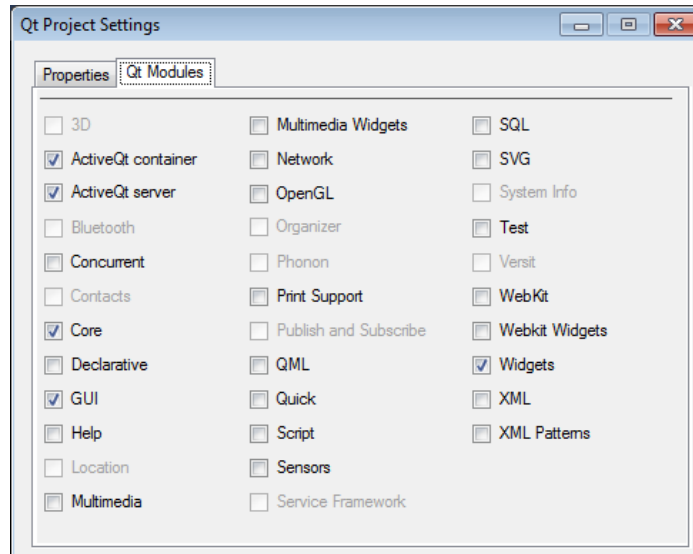 Qt Project Settings
Properties
Qt Modules
3D
ActiveQt container
ActiveQt server
Bluetooth
Concurrent
Contacts
Core
Declarative
GUI
Help
Location
Multimedia
Multimedia Widgets
Network
OpenGL
Organizer
Phonon
Print Support
Publish and Subscribe
QML
Quick
Script
Sensors
Service Framework
SQL
SVG
System Info
Test
Versit
WebKit
Webkit Widgets
Widgets
XML
XML Patterns